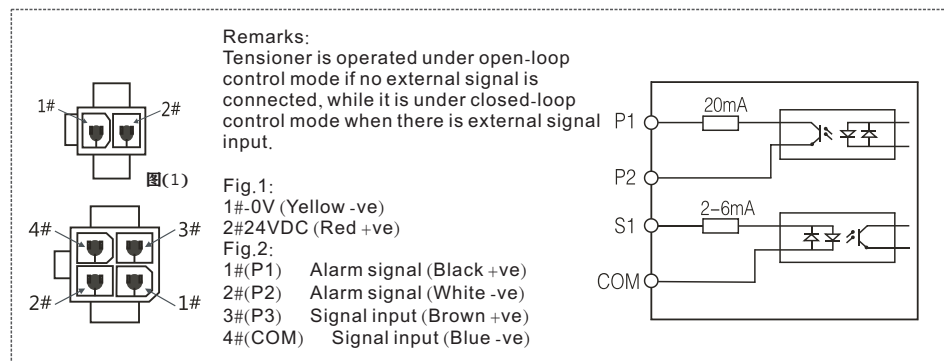 Remarks:
Tensioner is operated under open-loop
control mode if no external signal is
connected, while it is under closed-loop
control mode when there is external signal
input.
1#
2#
图(1)
4#
3#
2#
1#
Fig.1:
1#-0V (Yellow -ve)
2#24VDC (Red +ve)
Fig.2:
1#(P1) Alarm signal (Black +ve)
2#(P2) Alarm signal (White -ve)
3#(P3) Signal input (Brown +ve)
4#(COM) Signal input (Blue -ve)
P1
20mA
P2
S1
2-6mA
COM